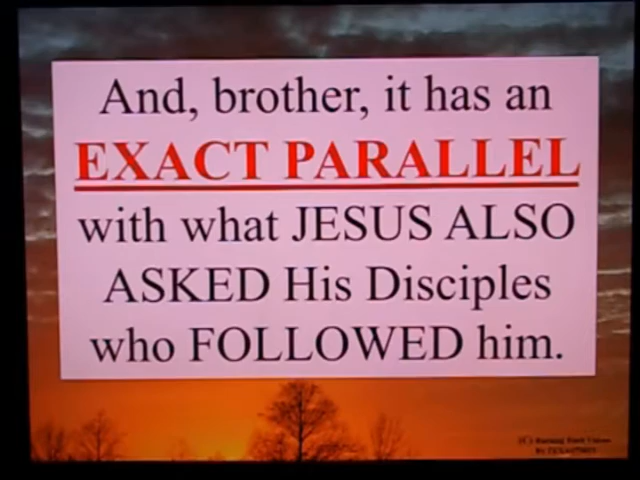 And, brother, it has an
EXACT PARALLEL
with what JESUS ALSO
ASKED His Disciples
who FOLLOWED him.